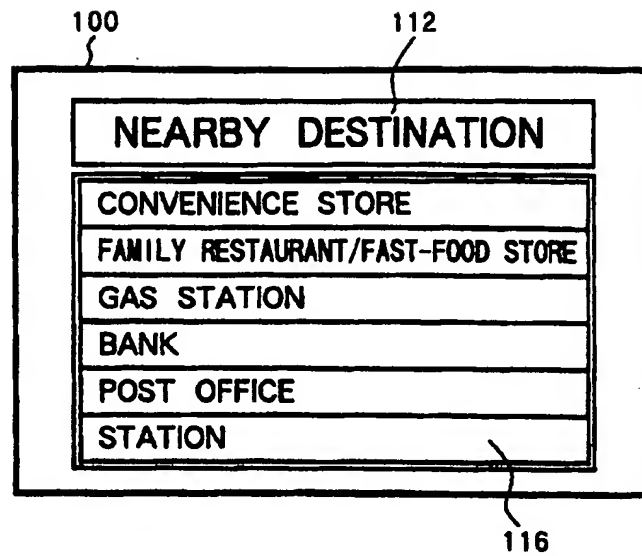 100
112
NEARBY DESTINATION
CONVENIENCE STORE
FAMILY RESTAURANT/FAST-FOOD STORE
GAS STATION
BANK
POST OFFICE
STATION
116